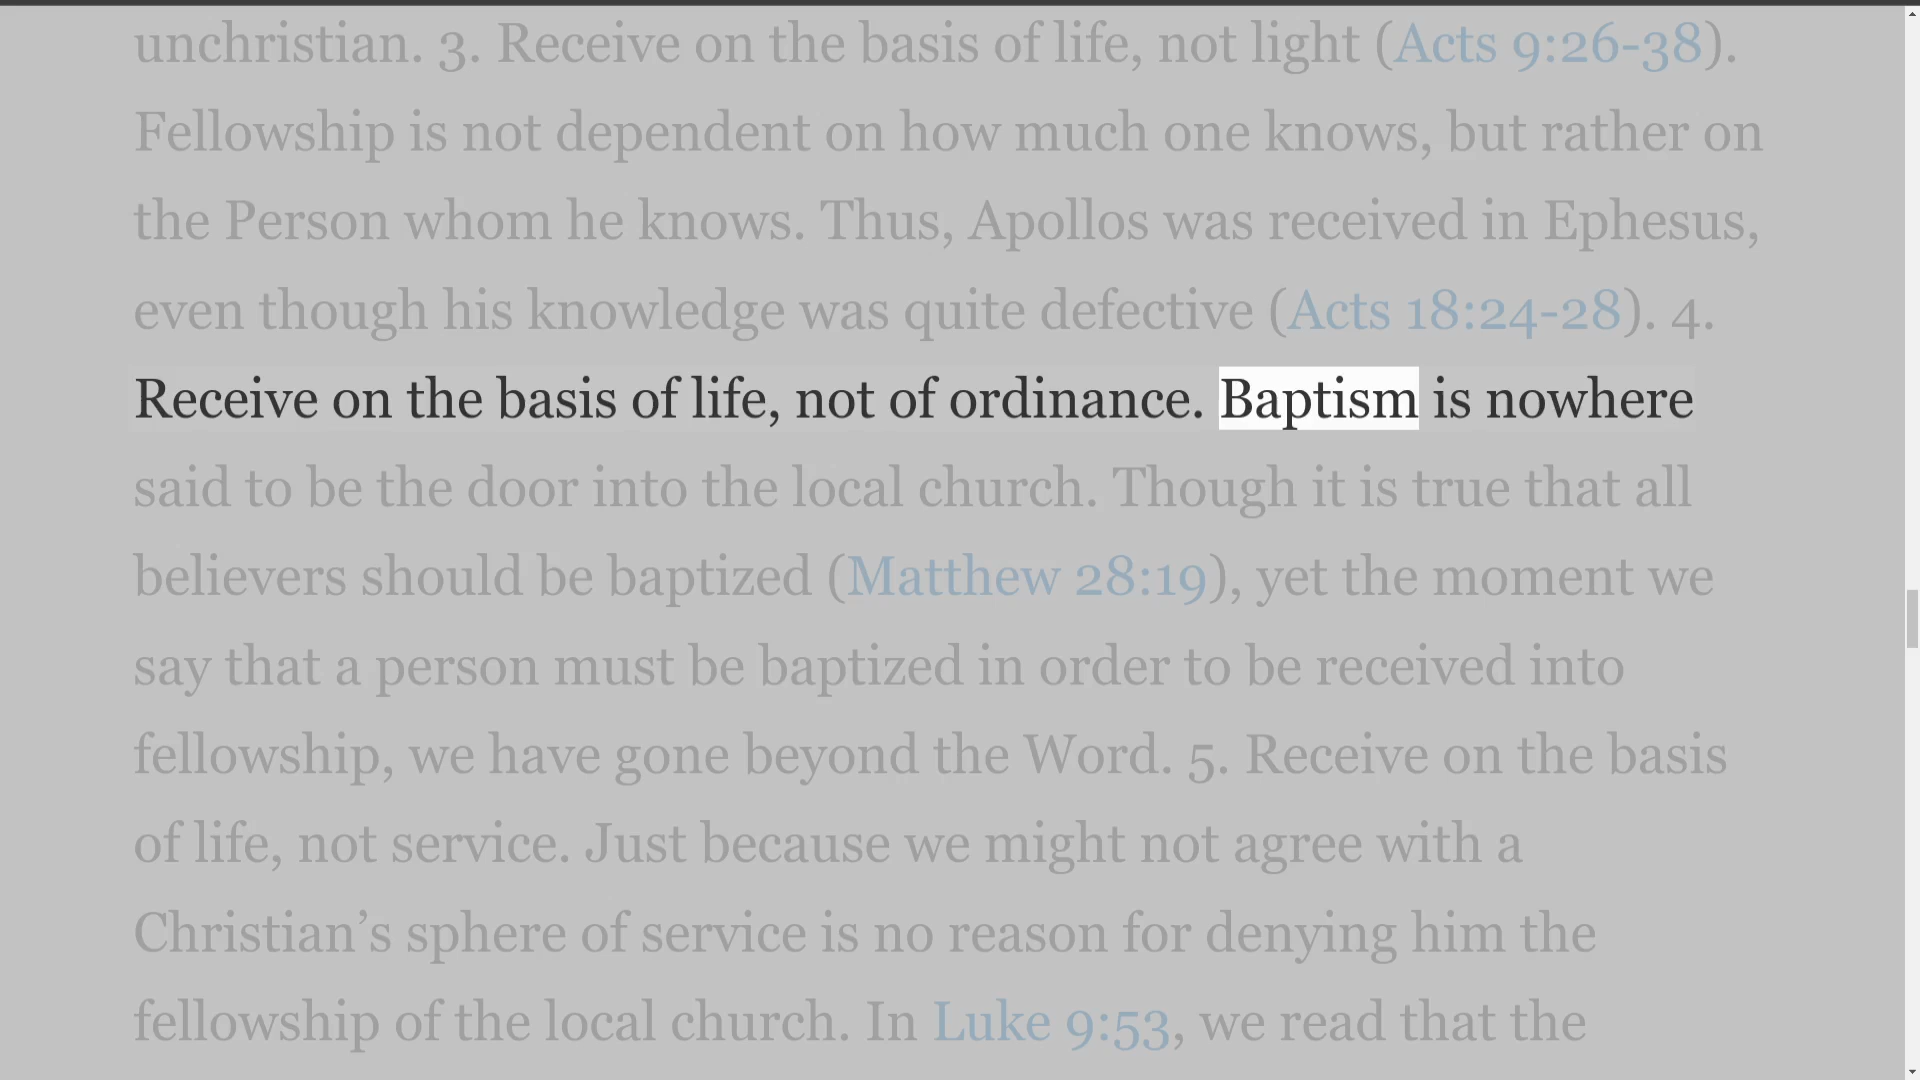 unchristian. 3. Receive on the basis of life, not light (Acts 9:26-38).
Fellowship is not dependent on how much one knows, but rather on
the Person whom he knows. Thus, Apollos was received in Ephesus,
even though his knowledge was quite defective (Acts 18:24-28). 4.
Receive on the basis of life, not of ordinance. Baptism is nowhere
said to be the door into the local church. Though it is true that all
believers should be baptized (Matthew 28:19), yet the moment we
say that a person must be baptized in order to be received into
fellowship, we have gone beyond the Word. 5. Receive on the basis
of life, not service. Just because we might not agree with a
Christian’s sphere of service is no reason for denying him the
fellowship of the local church. In Luke 9:53, we read that the